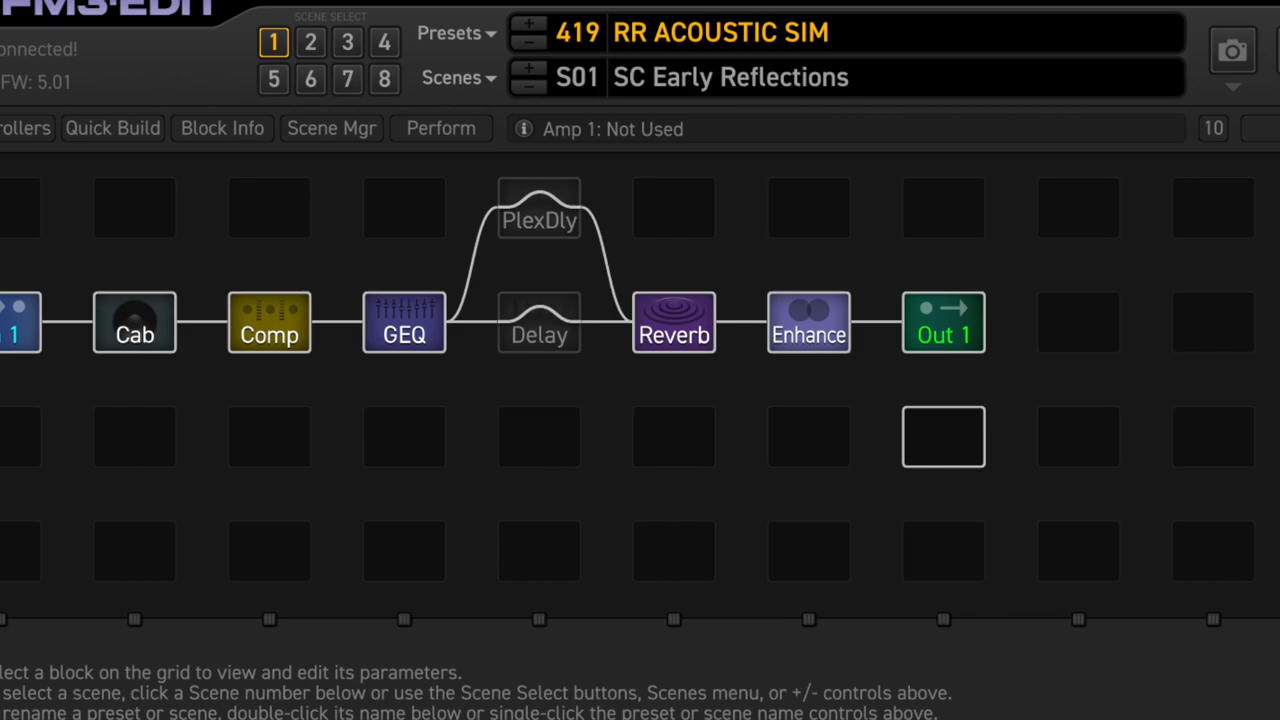 FM3-EDIT
SCENE SELECT
onnected!
FW: 5.01
1 2 3 4
5 6 7 8
Presets
Scenes
419 RR ACOUSTIC SIM
S01 SC Early Reflections
rollers Quick Build Block Info Scene Mgr Perform Amp 1: Not Used 10
PlexDly
1 Cab Comp GEQ Delay Reverb Enhance Out 1
lect a block on the grid to view and edit its parameters.
select a scene, click a Scene number below or use the Scene Select buttons, Scenes menu, or +/- controls above.
rename a preset or scene, double-click its name below or single-click the preset or scene name controls above.